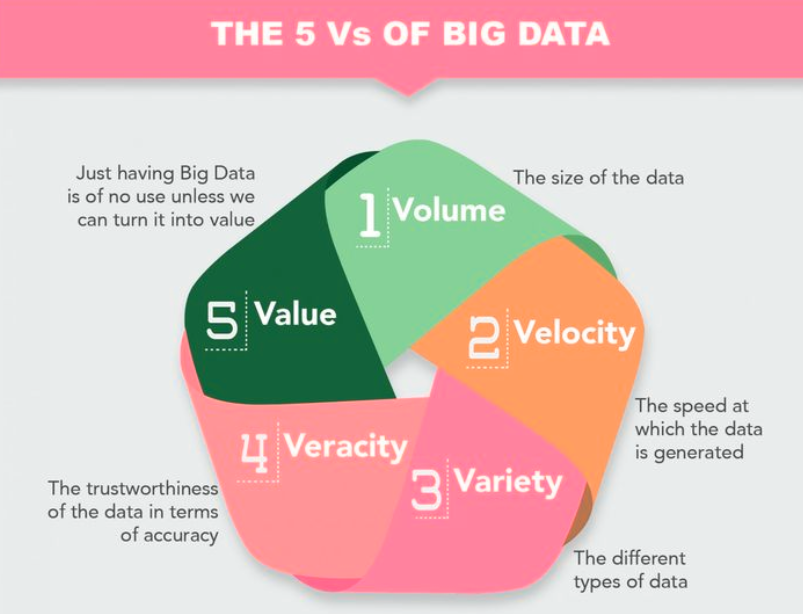 THE 5 Vs OF BIG DATA
1 Volume
The size of the data
2 Velocity
The speed at
which the data
is generated
3 Variety
The different
types of data
4 Veracity
The trustworthiness
of the data in terms
of accuracy
5 Value
Just having Big Data
is of no use unless we
can turn it into value